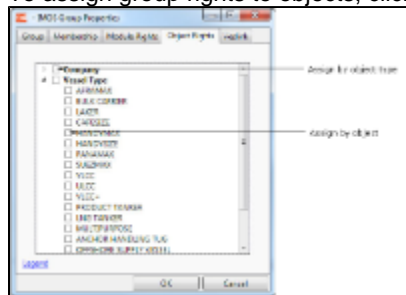 To assign group rights to objects, click
- IMOS Group Properties
Group Membership Module Rights Object Rights
Company
Assign by object type
Vessel Type
AFRAMAX
BULK CARRIER
LAKER
CAPESIZE
HANDYMAX
Assign by object
HANDYSIZE
PANAMAX
SUEZMAX
VLCC
ULCC
VLCC+
PRODUCT TANKER
LNG TANKER
MULTIPURPOSE
ANCHOR HANDLING TUG
OFFSHORE SUPPLY VESSEL
Legend
OK Cancel